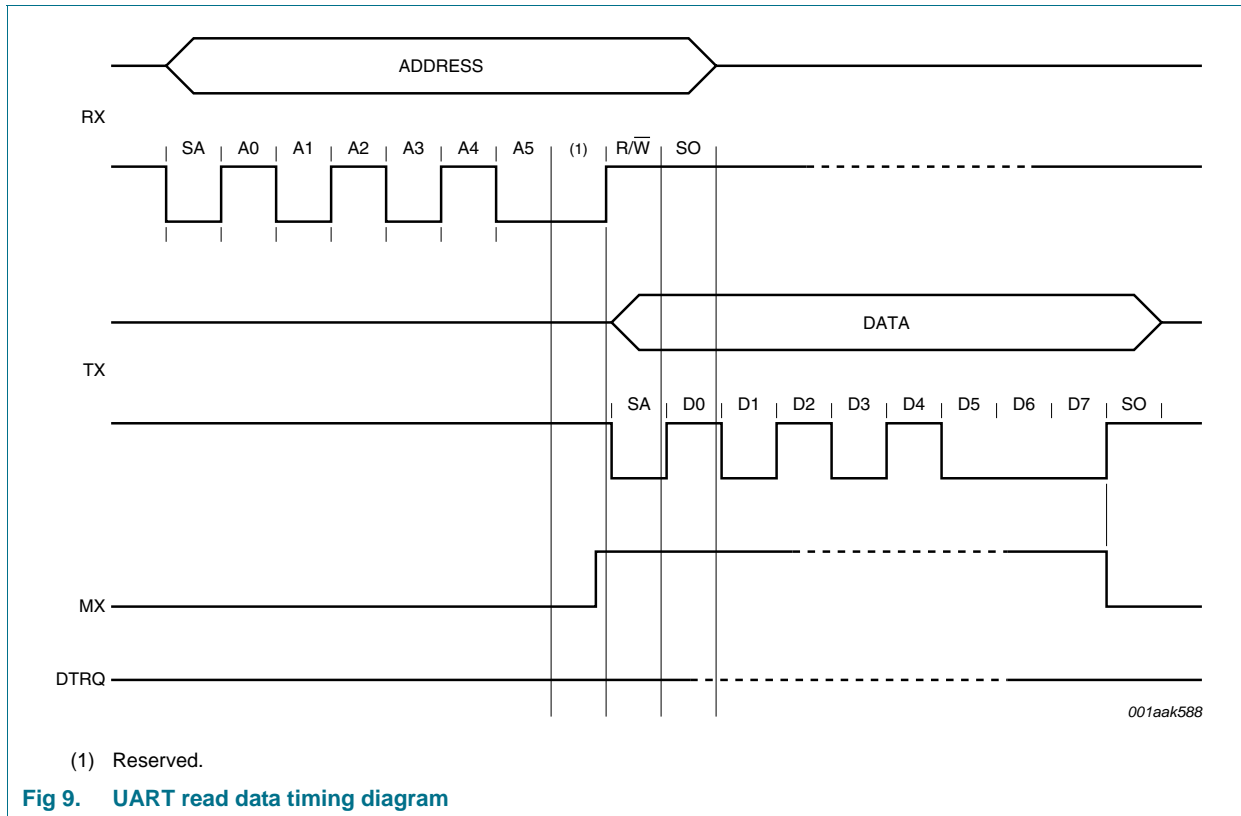 ADDRESS
RX
SA A0 A1 A2 A3 A4 A5 (1) R/W̅ SO
DATA
TX
SA D0 D1 D2 D3 D4 D5 D6 D7 SO
MX
DTRQ
001aak588
(1) Reserved.
Fig 9. UART read data timing diagram